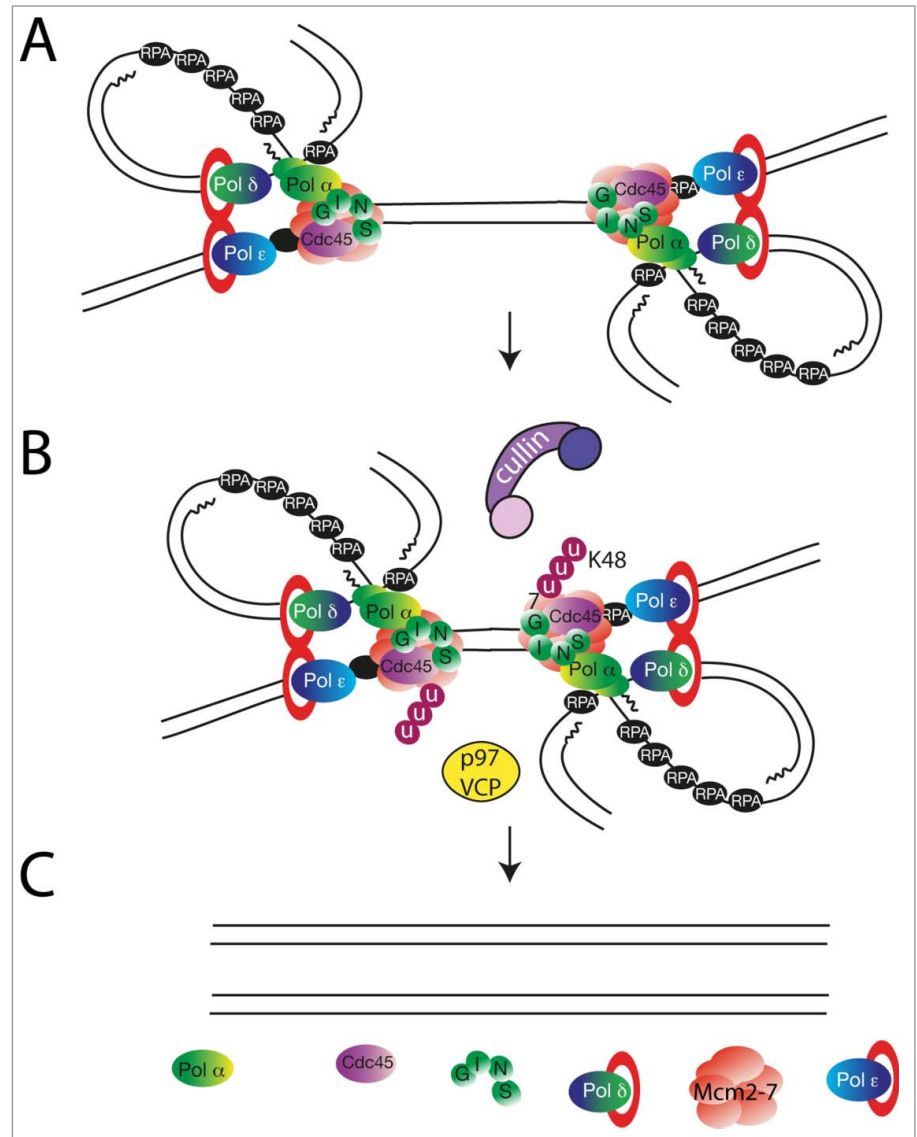 A
RPA
RPA
RPA
RPA
RPA
RPA
Pol δ
Pol α
G I N S
Cdc45
Pol ε
G I N S
Cdc45
RPA
Pol ε
Pol α
Pol δ
RPA
RPA
RPA
RPA
RPA
RPA
B
cullin
RPA
RPA
RPA
RPA
RPA
RPA
Pol δ
Pol α
G I N S
Cdc45
Pol ε
u
u
u
u
u
u
K48
7
G I N S
Cdc45
RPA
Pol ε
Pol α
Pol δ
RPA
RPA
RPA
RPA
RPA
RPA
p97
VCP
C
Pol α
Cdc45
G I N S
Pol δ
Mcm2-7
Pol ε